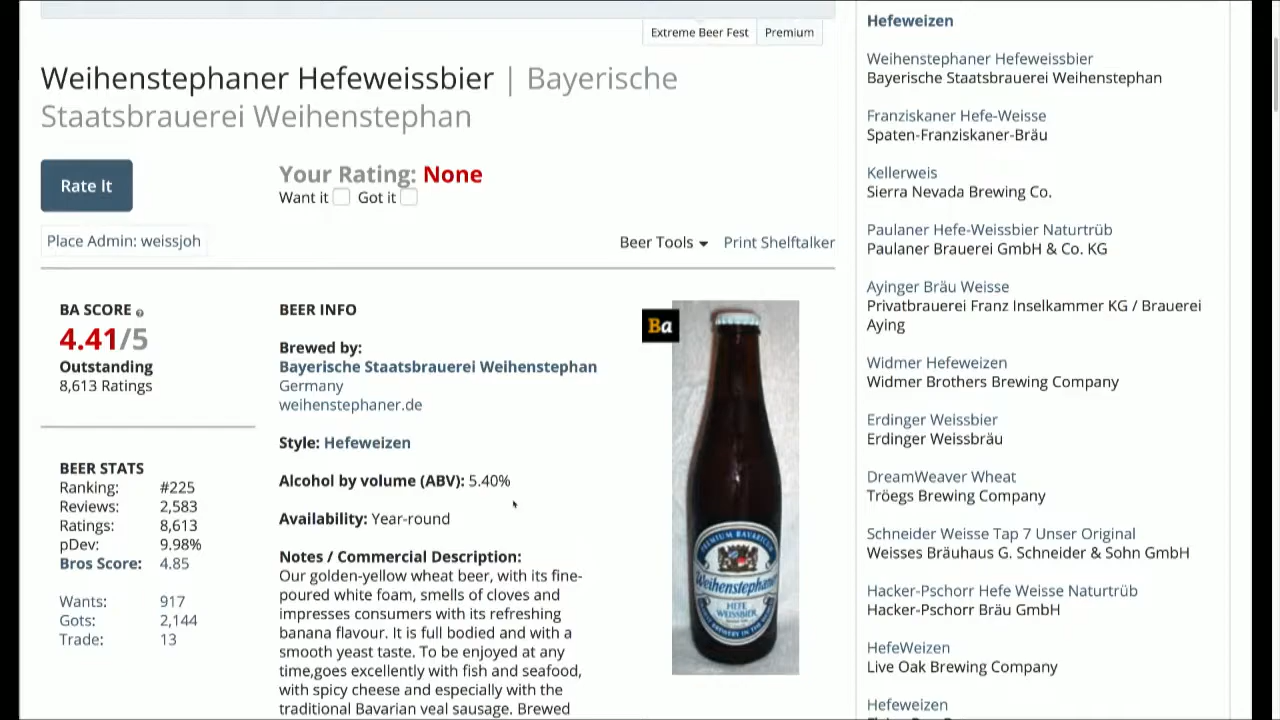 Extreme Beer Fest
Premium
Weihenstephaner Hefeweissbier | Bayerische
Staatsbrauerei Weihenstephan
Rate It
Your Rating: None
Want it Got it
Place Admin: weissjoh
Beer Tools
Print Shelftalker
BA SCORE
4.41/5
Outstanding
8,613 Ratings
BEER STATS
Ranking: #225
Reviews: 2,583
Ratings: 8,613
pDev: 9.98%
Bros Score: 4.85
Wants: 917
Gots: 2,144
Trade: 13
BEER INFO
Brewed by:
Bayerische Staatsbrauerei Weihenstephan
Germany
weihenstephaner.de
Style: Hefeweizen
Alcohol by volume (ABV): 5.40%
Availability: Year-round
Notes / Commercial Description:
Our golden-yellow wheat beer, with its fine-
poured white foam, smells of cloves and
impresses consumers with its refreshing
banana flavour. It is full bodied and with a
smooth yeast taste. To be enjoyed at any
time,goes excellently with fish and seafood,
with spicy cheese and especially with the
traditional Bavarian veal sausage. Brewed
Ba
Weihenstephaner
HEFE
WEISSBIER
Hefeweizen
Weihenstephaner Hefeweissbier
Bayerische Staatsbrauerei Weihenstephan
Franziskaner Hefe-Weisse
Spaten-Franziskaner-Bräu
Kellerweis
Sierra Nevada Brewing Co.
Paulaner Hefe-Weissbier Naturtrüb
Paulaner Brauerei GmbH & Co. KG
Ayinger Bräu Weisse
Privatbrauerei Franz Inselkammer KG / Brauerei
Aying
Widmer Hefeweizen
Widmer Brothers Brewing Company
Erdinger Weissbier
Erdinger Weissbräu
DreamWeaver Wheat
Tröegs Brewing Company
Schneider Weisse Tap 7 Unser Original
Weisses Bräuhaus G. Schneider & Sohn GmbH
Hacker-Pschorr Hefe Weisse Naturtrüb
Hacker-Pschorr Bräu GmbH
HefeWeizen
Live Oak Brewing Company
Hefeweizen